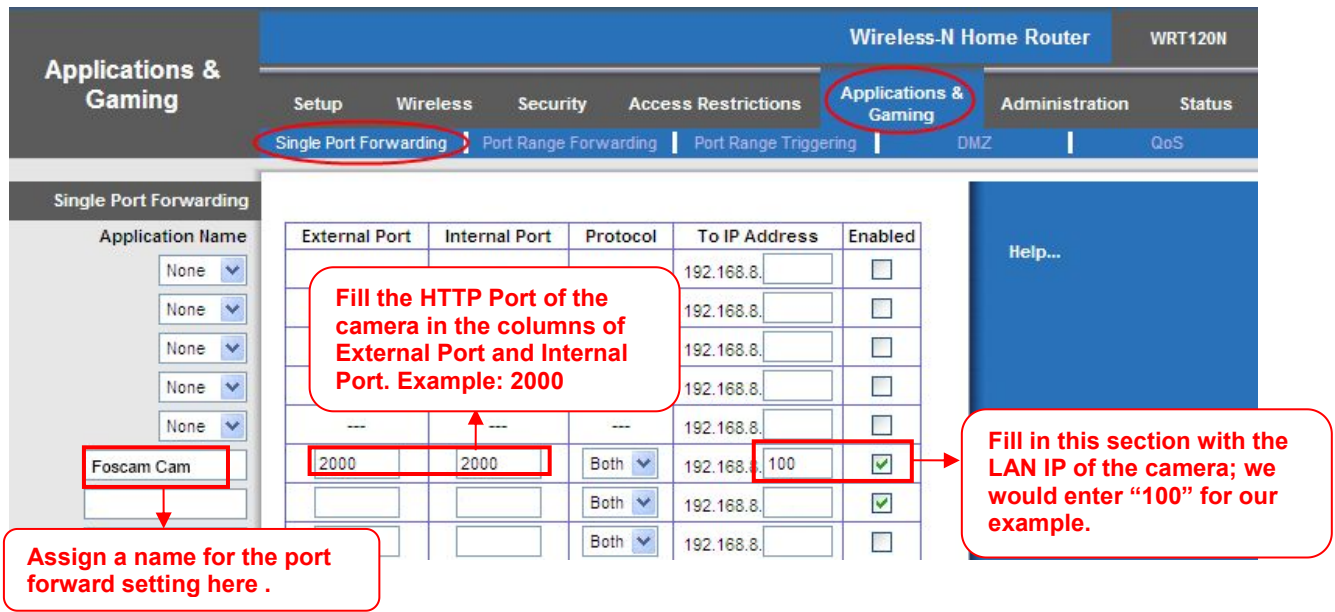 Wireless-N Home Router WRT120N
Applications &
Gaming
Setup Wireless Security Access Restrictions Applications &
Gaming Administration Status
Single Port Forwarding Port Range Forwarding Port Range Triggering DMZ QoS
Single Port Forwarding
Application Name External Port Internal Port Protocol To IP Address Enabled
Help...
None 192.168.8.
None 192.168.8.
None 192.168.8.
None 192.168.8.
None --- --- --- 192.168.8.
Foscam Cam 2000 2000 Both 192.168.8. 100
Both 192.168.8.
Both 192.168.8.
Fill the HTTP Port of the
camera in the columns of
External Port and Internal
Port. Example: 2000
Fill in this section with the
LAN IP of the camera; we
would enter “100” for our
example.
Assign a name for the port
forward setting here .